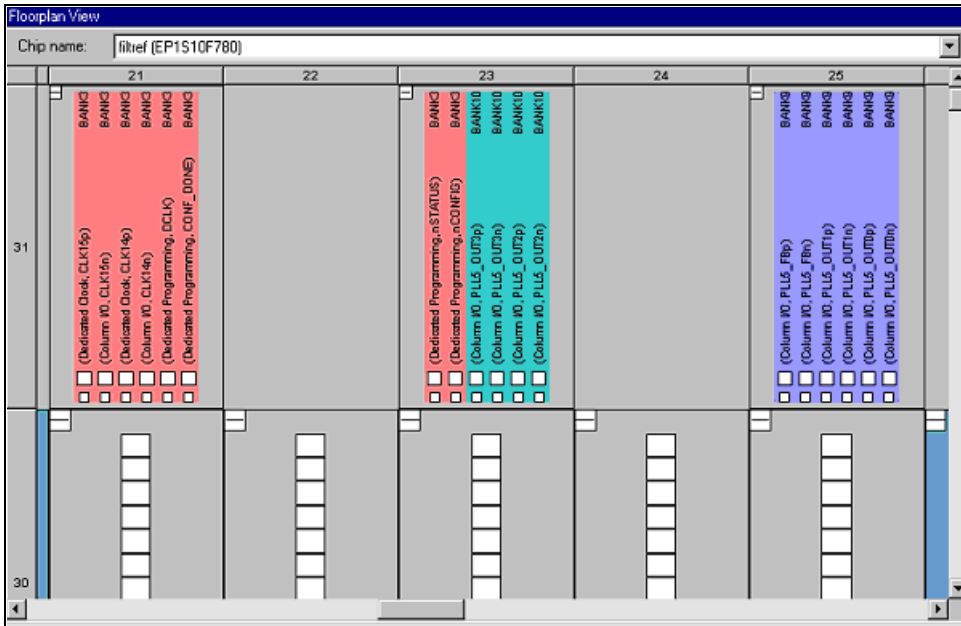 Floorplan View
Chip name: filtref (EP1S10F780)
21 22 23 24 25
31
BANK3 (Dedicated Clock, CLK15p)
BANK3 (Column I/O, CLK15n)
BANK3 (Dedicated Clock, CLK14p)
BANK3 (Column I/O, CLK14n)
BANK3 (Dedicated Programming, DCLK)
BANK3 (Dedicated Programming, CONF_DONE)
BANK3 (Dedicated Programming, nSTATUS)
BANK3 (Dedicated Programming, nCONFIG)
BANK10 (Column I/O, PLL5_OUT3p)
BANK10 (Column I/O, PLL5_OUT3n)
BANK10 (Column I/O, PLL5_OUT2p)
BANK10 (Column I/O, PLL5_OUT2n)
BANK9 (Column I/O, PLL5_FBp)
BANK9 (Column I/O, PLL5_FBn)
BANK9 (Column I/O, PLL5_OUT1p)
BANK9 (Column I/O, PLL5_OUT1n)
BANK9 (Column I/O, PLL5_OUT0p)
BANK9 (Column I/O, PLL5_OUT0n)
30